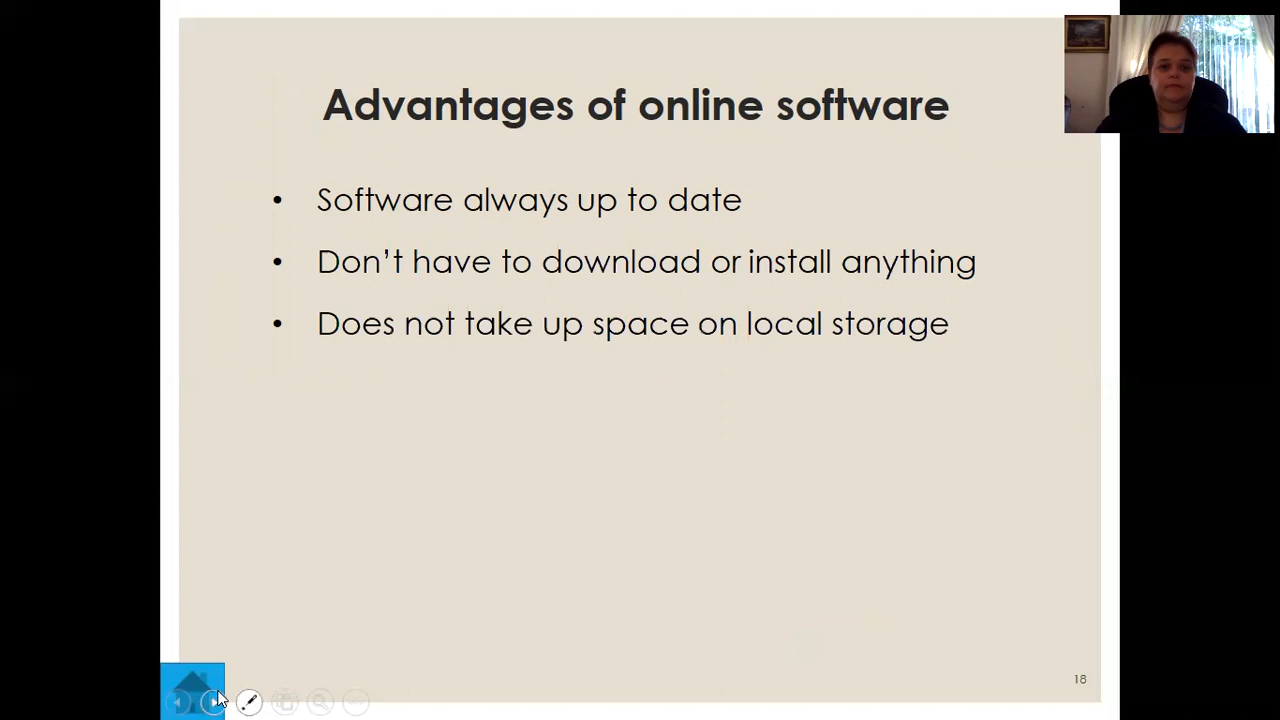 Advantages of online software
• Software always up to date
• Don’t have to download or install anything
• Does not take up space on local storage
18